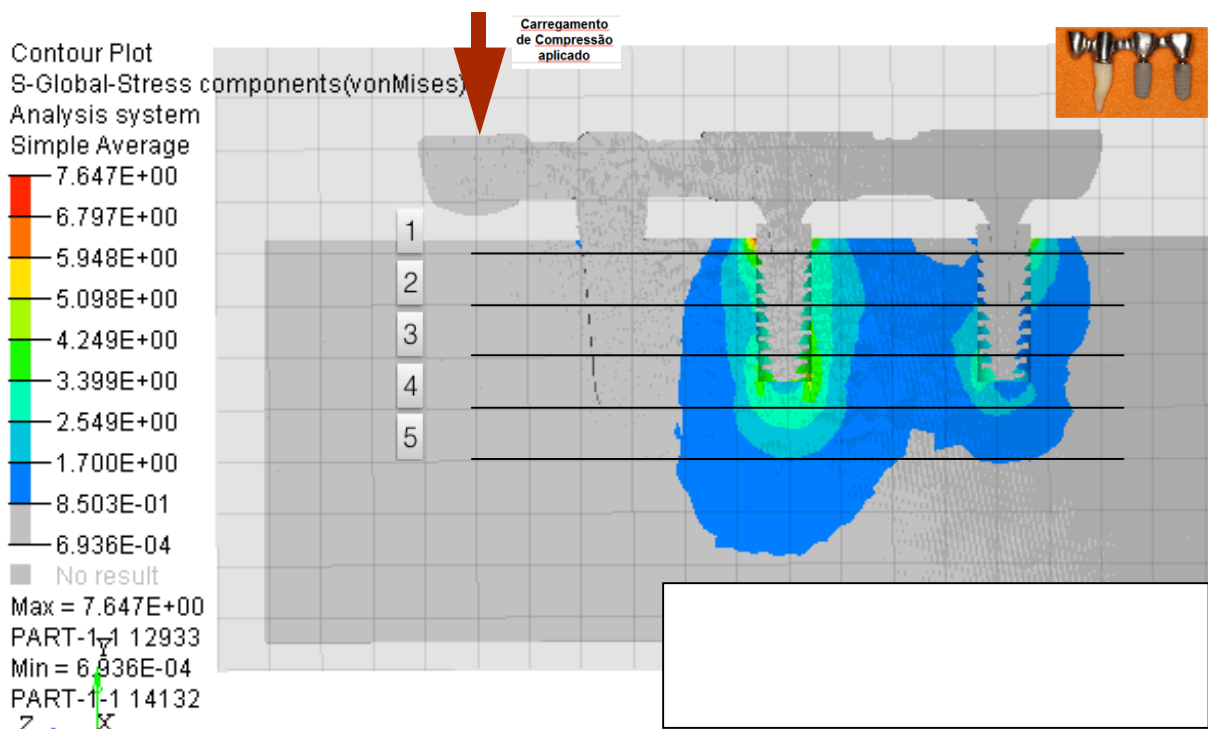 Carregamento
de Compressão
aplicado
Contour Plot
S-Global-Stress components(vonMises)
Analysis system
Simple Average
7.647E+00
6.797E+00
5.948E+00
5.098E+00
4.249E+00
3.399E+00
2.549E+00
1.700E+00
8.503E-01
6.936E-04
No result
Max = 7.647E+00
PART-1-1 12933
Min = 6.936E-04
PART-1-1 14132
Y
Z
X
1
2
3
4
5